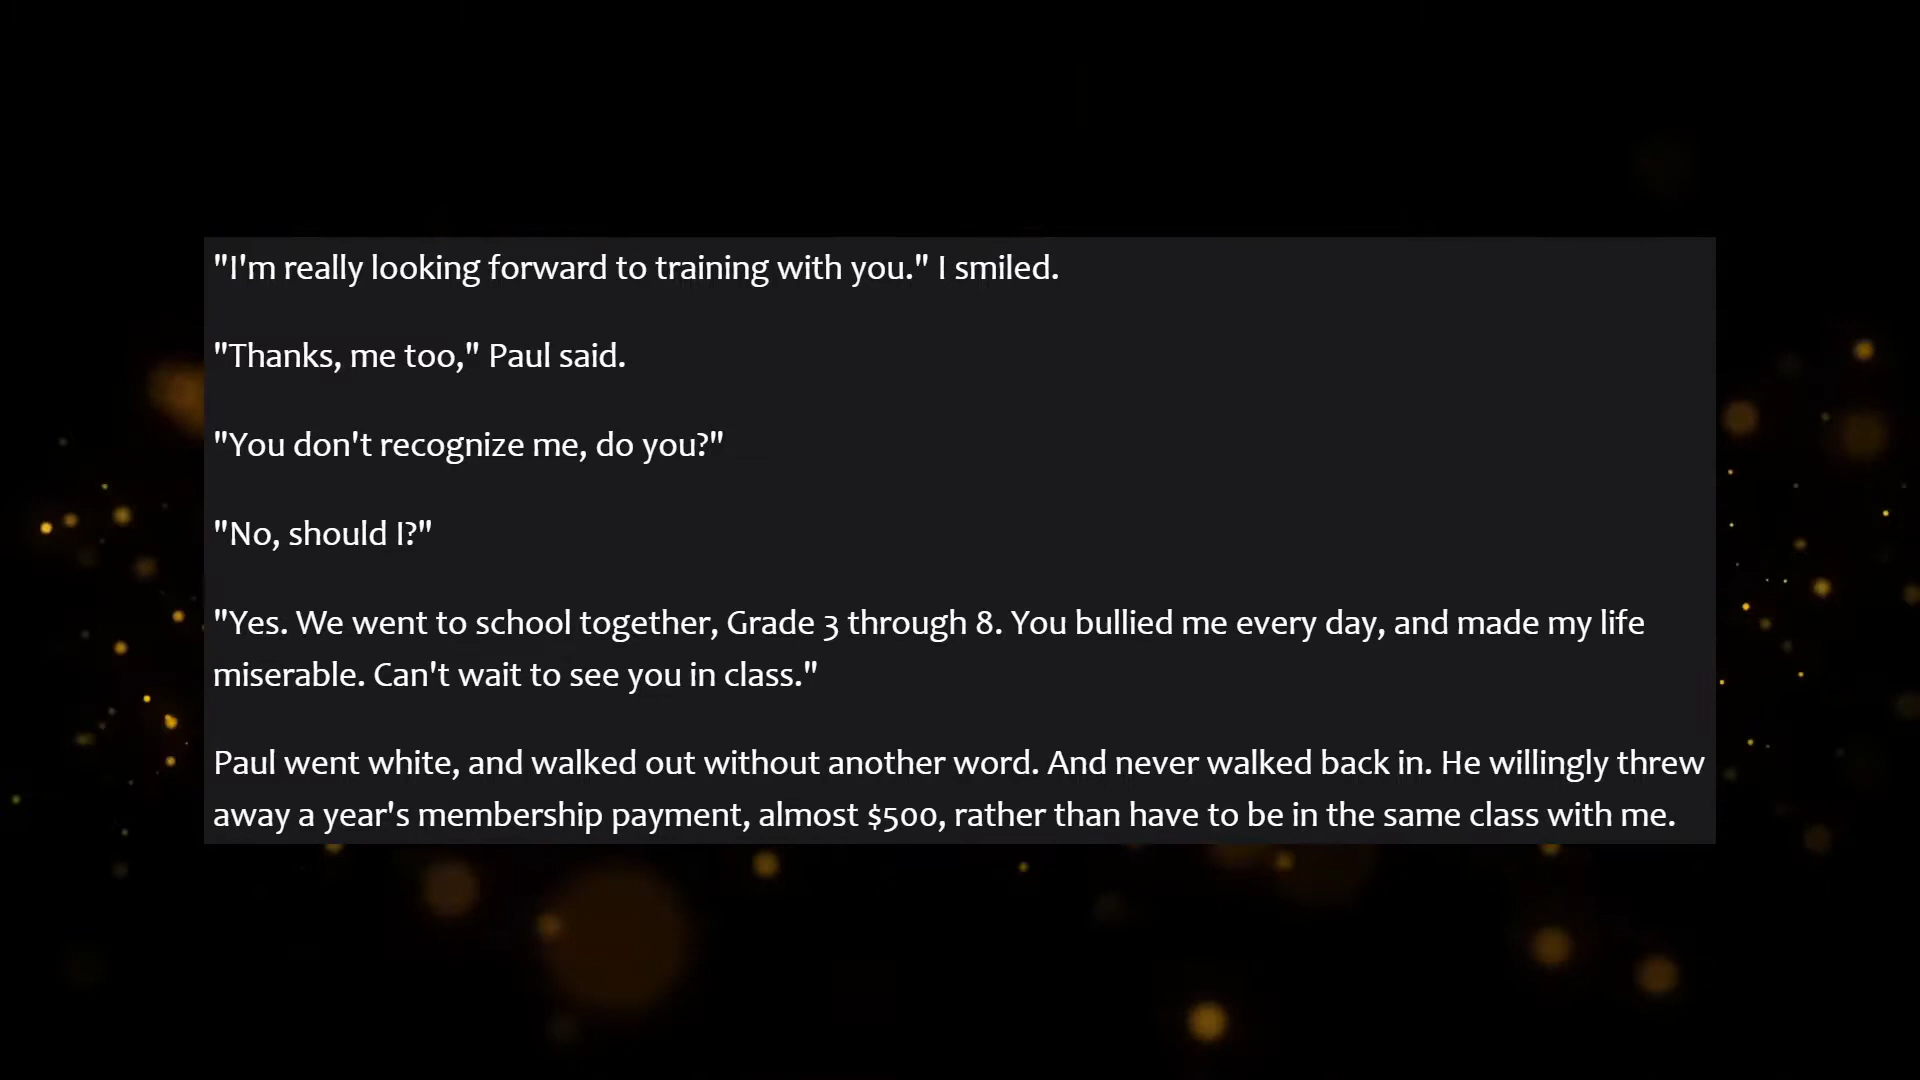 "I'm really looking forward to training with you." I smiled.
"Thanks, me too," Paul said.
"You don't recognize me, do you?"
"No, should I?"
"Yes. We went to school together, Grade 3 through 8. You bullied me every day, and made my life
miserable. Can't wait to see you in class."
Paul went white, and walked out without another word. And never walked back in. He willingly threw
away a year's membership payment, almost $500, rather than have to be in the same class with me.